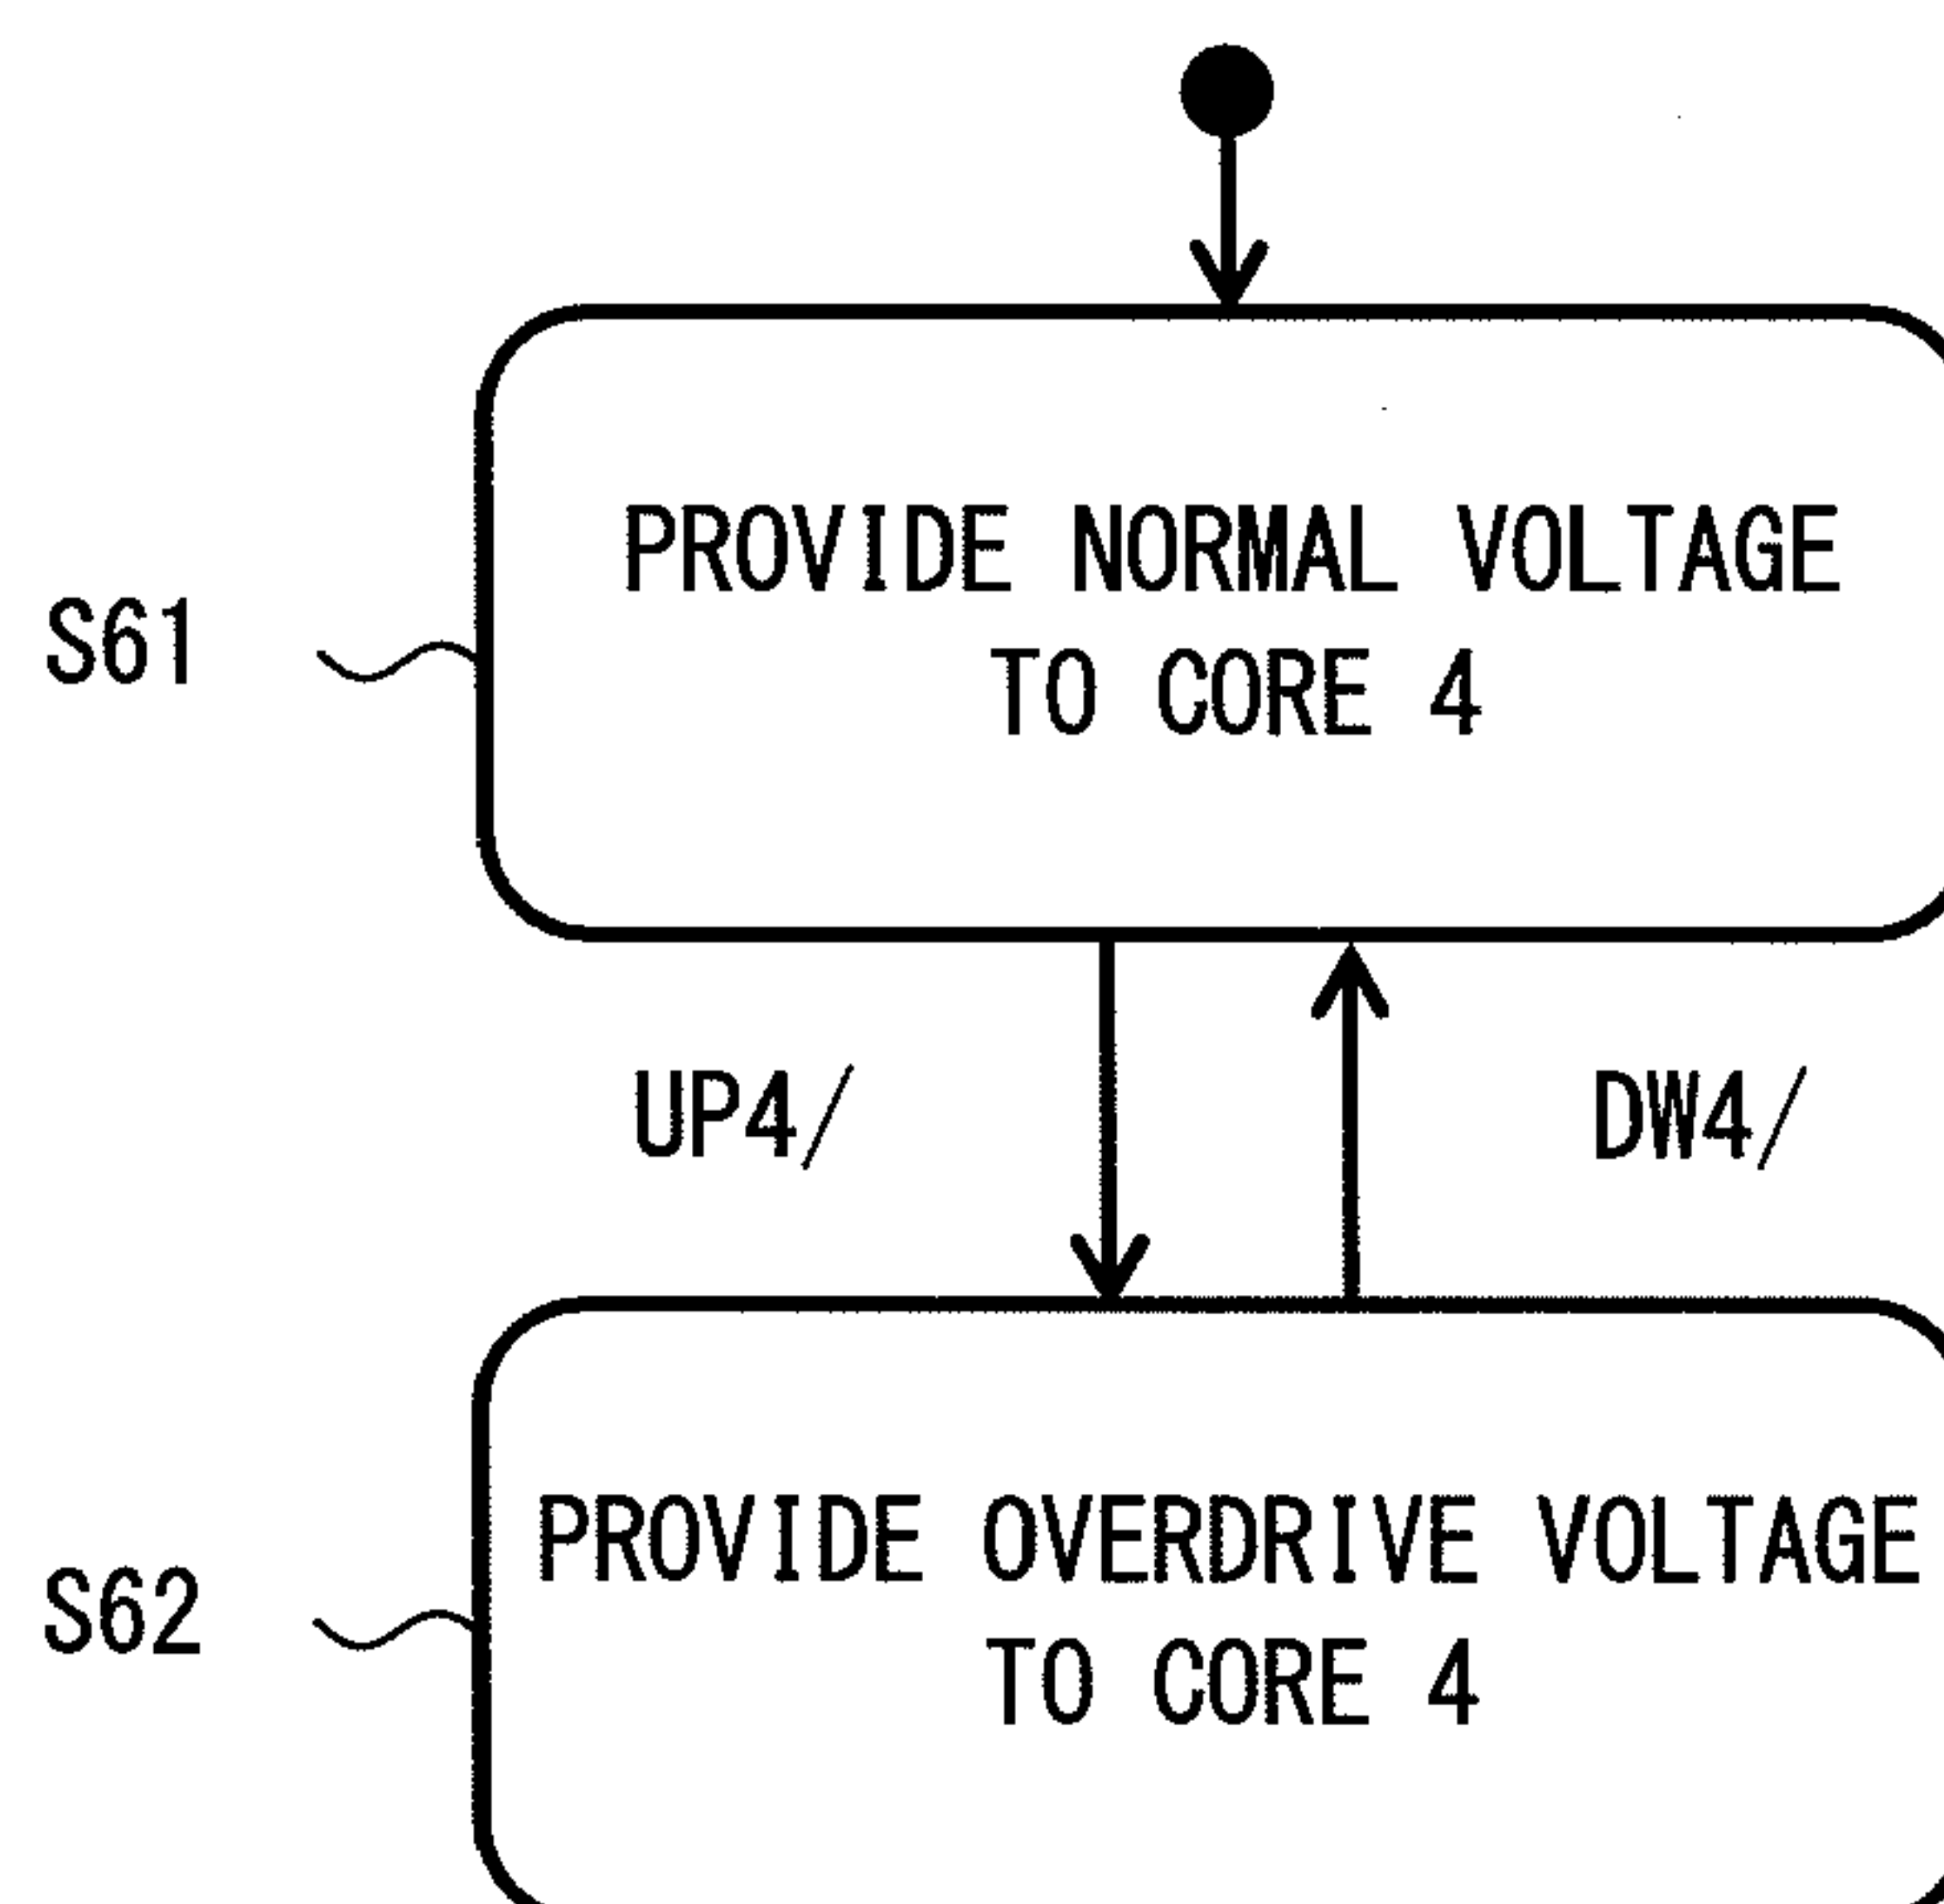 PROVIDE NORMAL VOLTAGE
TO CORE 4
S61
UP4/
DW4/
PROVIDE OVERDRIVE VOLTAGE
TO CORE 4
S62